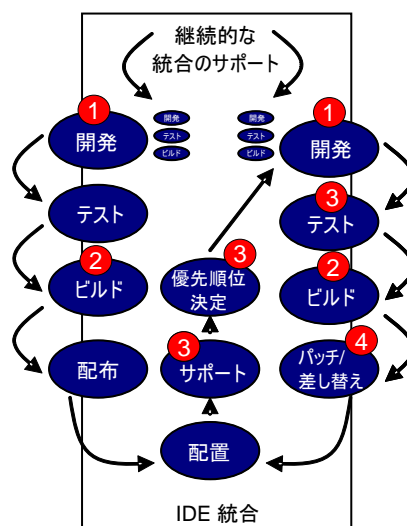 継続的な
統合のサポート
1
開発
テスト
2
ビルド
配布
開発
テスト
ビルド
開発
テスト
ビルド
3
優先順位
決定
3
サポート
配置
1
開発
3
テスト
2
ビルド
4
パッチ/
差し替え
IDE 統合